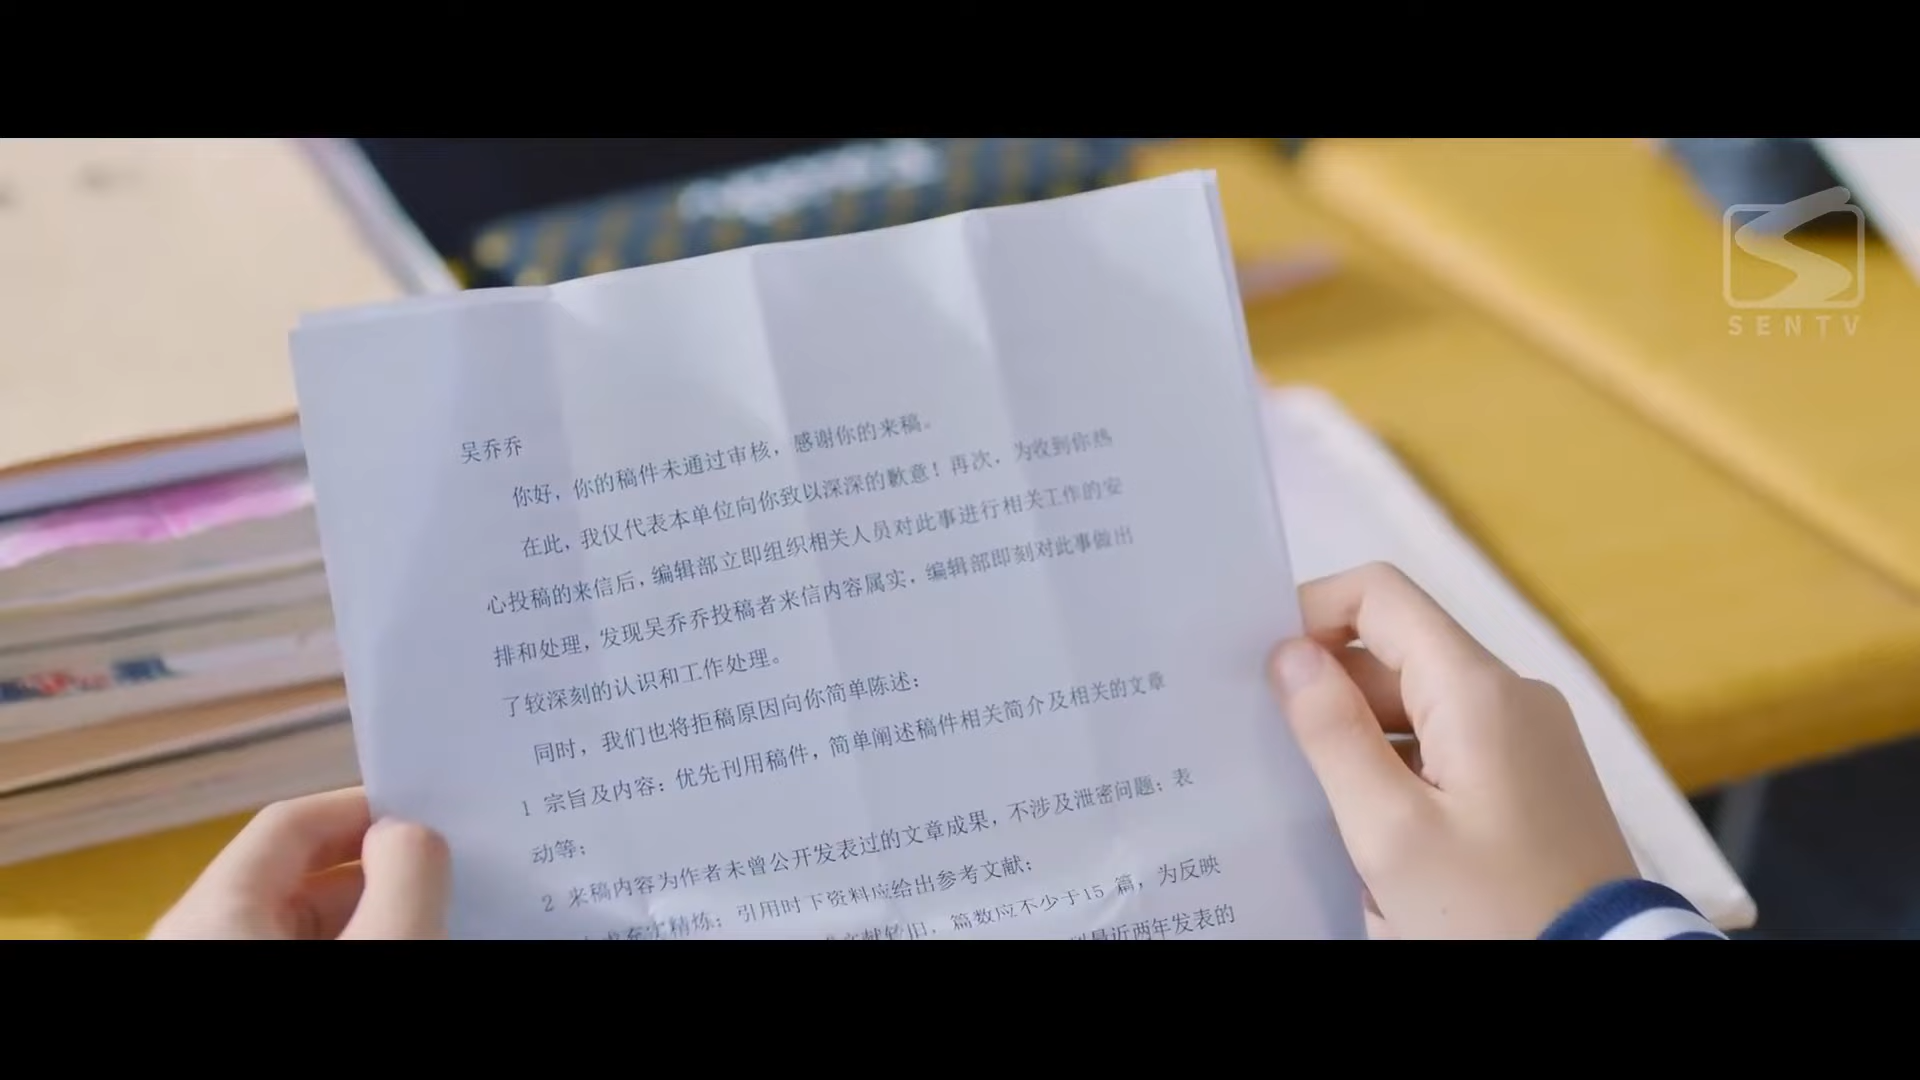 吴乔乔
你好，你的稿件未通过审核，感谢你的来稿。
在此，我仅代表本单位向你致以深深的歉意！再次，为收到你热
心投稿的来信后，编辑部立即组织相关人员对此事进行相关工作的安
排和处理，发现吴乔乔投稿者来信内容属实，编辑部即刻对此事做出
了较深刻的认识和工作处理。
同时，我们也将拒稿原因向你简单陈述：
1 宗旨及内容：优先刊用稿件，简单阐述稿件相关简介及相关的文章
动等；
2 来稿内容为作者未曾公开发表过的文章成果，不涉及泄密问题；表
精炼；引用时下资料应给出参考文献；
篇数应不少于15 篇，为反映
最近两年发表的
SENTV